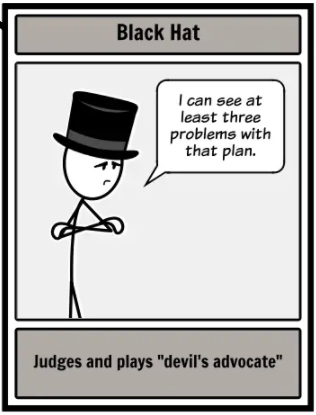 Black Hat
I can see at
least three
problems with
that plan.
Judges and plays "devil's advocate"